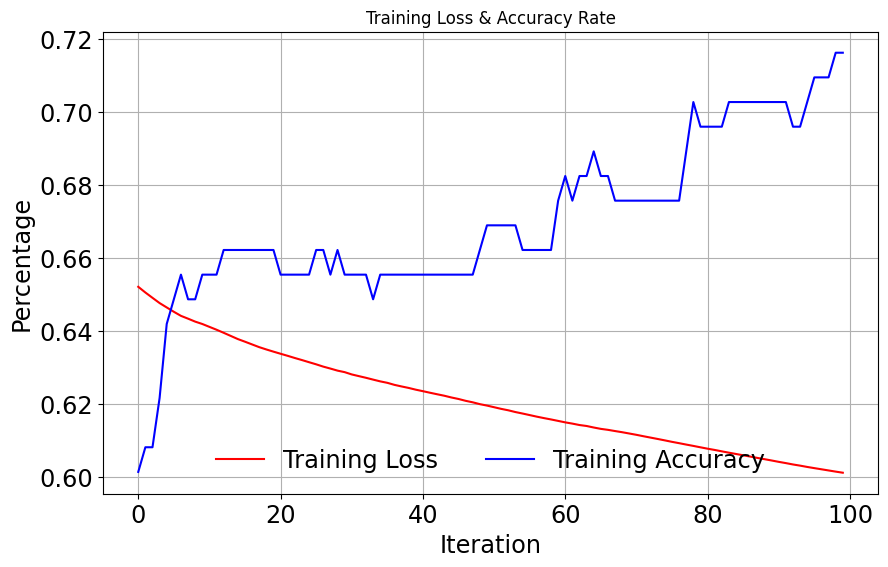 Training Loss & Accuracy Rate
0.72
0.70
0.68
0.66
0.64
0.62
0.60
Percentage
Training Loss Training Accuracy
0 20 40 60 80 100
Iteration